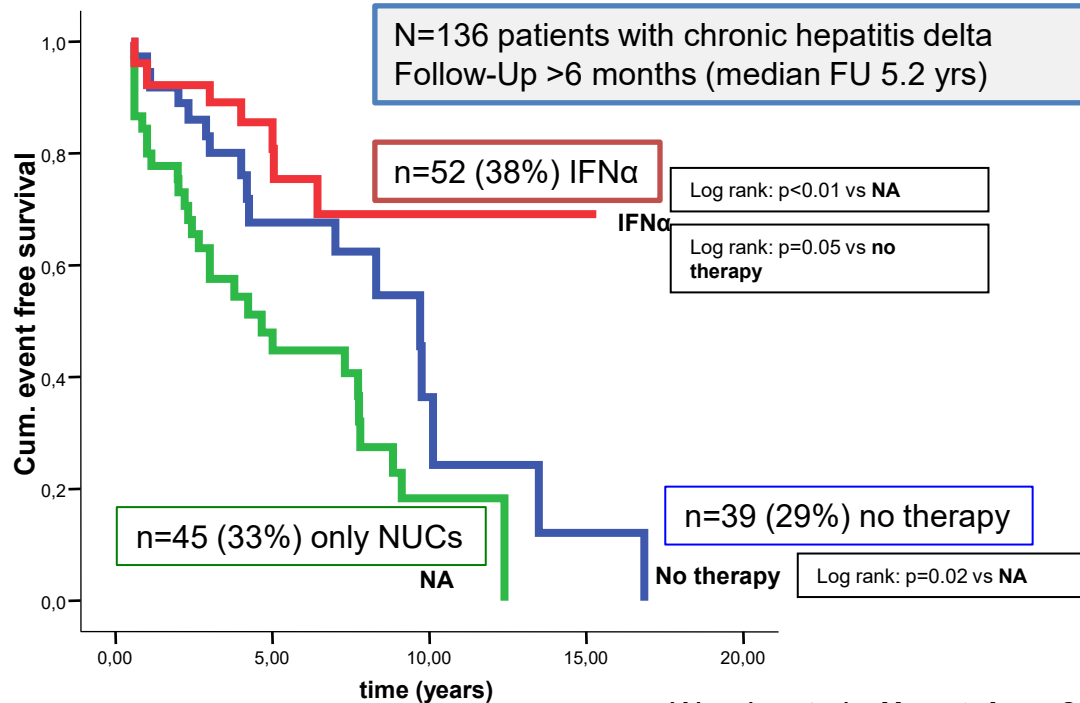 N=136 patients with chronic hepatitis delta
Follow-Up >6 months (median FU 5.2 yrs)
Cum. event free survival
1,0
0,8
0,6
0,4
0,2
0,0
n=52 (38%) IFNα
IFNα
Log rank: p<0.01 vs NA
Log rank: p=0.05 vs no
therapy
n=39 (29%) no therapy
n=45 (33%) only NUCs
NA
No therapy
Log rank: p=0.02 vs NA
0,00 5,00 10,00 15,00 20,00
time (years)